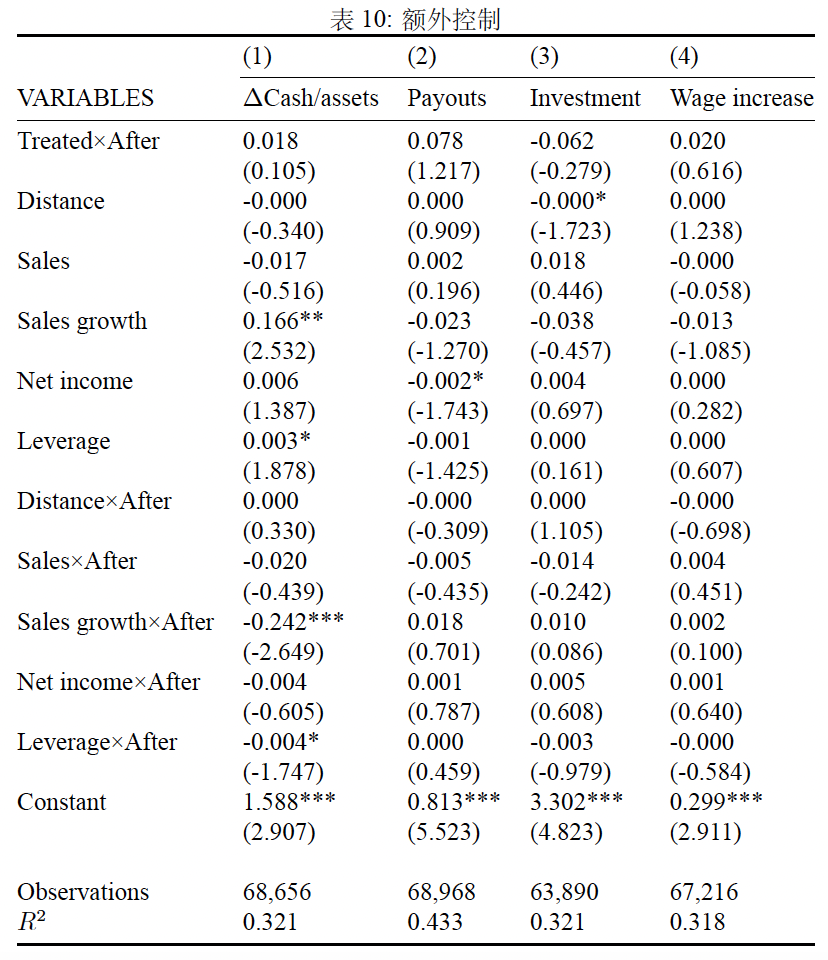 表 10: 额外控制
(1) (2) (3) (4)
VARIABLES ΔCash/assets Payouts Investment Wage increase
Treated×After 0.018 0.078 -0.062 0.020
(0.105) (1.217) (-0.279) (0.616)
Distance -0.000 0.000 -0.000* 0.000
(-0.340) (0.909) (-1.723) (1.238)
Sales -0.017 0.002 0.018 -0.000
(-0.516) (0.196) (0.446) (-0.058)
Sales growth 0.166** -0.023 -0.038 -0.013
(2.532) (-1.270) (-0.457) (-1.085)
Net income 0.006 -0.002* 0.004 0.000
(1.387) (-1.743) (0.697) (0.282)
Leverage 0.003* -0.001 0.000 0.000
(1.878) (-1.425) (0.161) (0.607)
Distance×After 0.000 -0.000 0.000 -0.000
(0.330) (-0.309) (1.105) (-0.698)
Sales×After -0.020 -0.005 -0.014 0.004
(-0.439) (-0.435) (-0.242) (0.451)
Sales growth×After -0.242*** 0.018 0.010 0.002
(-2.649) (0.701) (0.086) (0.100)
Net income×After -0.004 0.001 0.005 0.001
(-0.605) (0.787) (0.608) (0.640)
Leverage×After -0.004* 0.000 -0.003 -0.000
(-1.747) (0.459) (-0.979) (-0.584)
Constant 1.588*** 0.813*** 3.302*** 0.299***
(2.907) (5.523) (4.823) (2.911)
Observations 68,656 68,968 63,890 67,216
R² 0.321 0.433 0.321 0.318